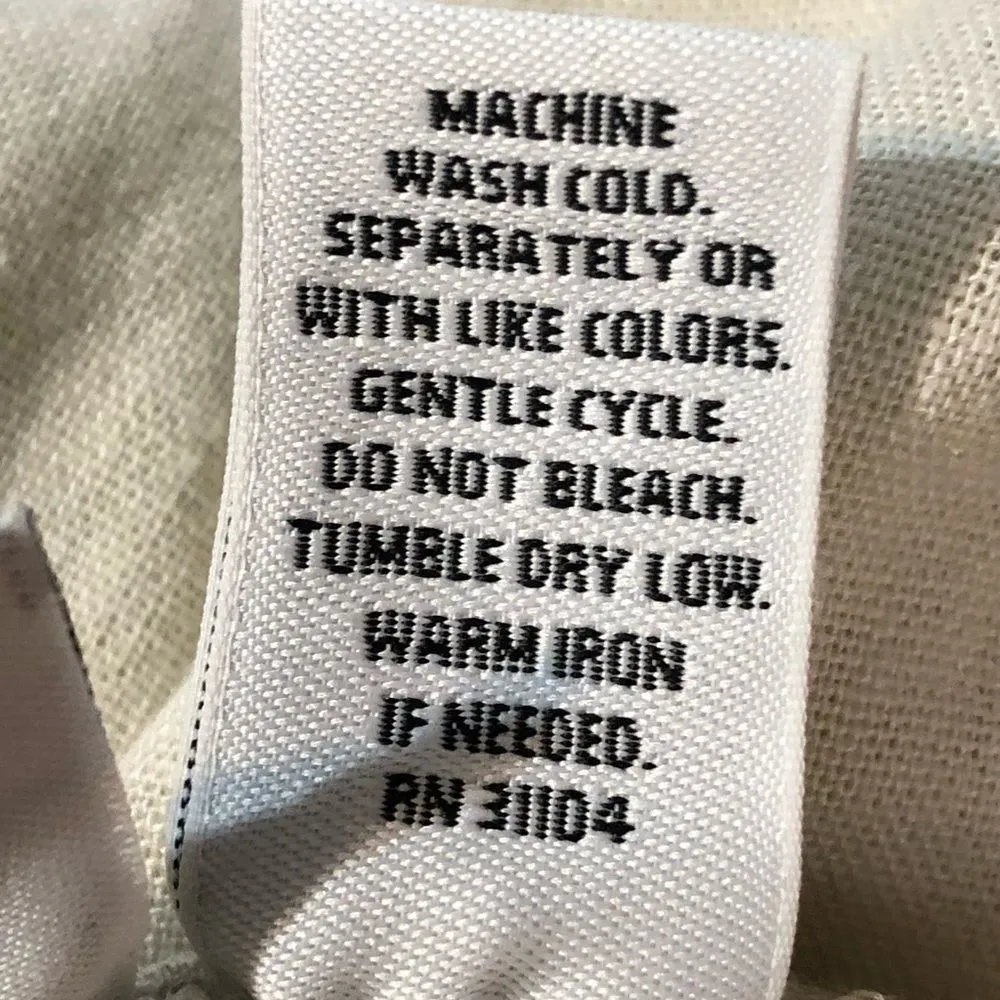 MACHINE
WASH COLD.
SEPARATELY OR
WITH LIKE COLORS.
GENTLE CYCLE.
DO NOT BLEACH.
TUMBLE DRY LOW.
WARM IRON
IF NEEDED.
RN 31104